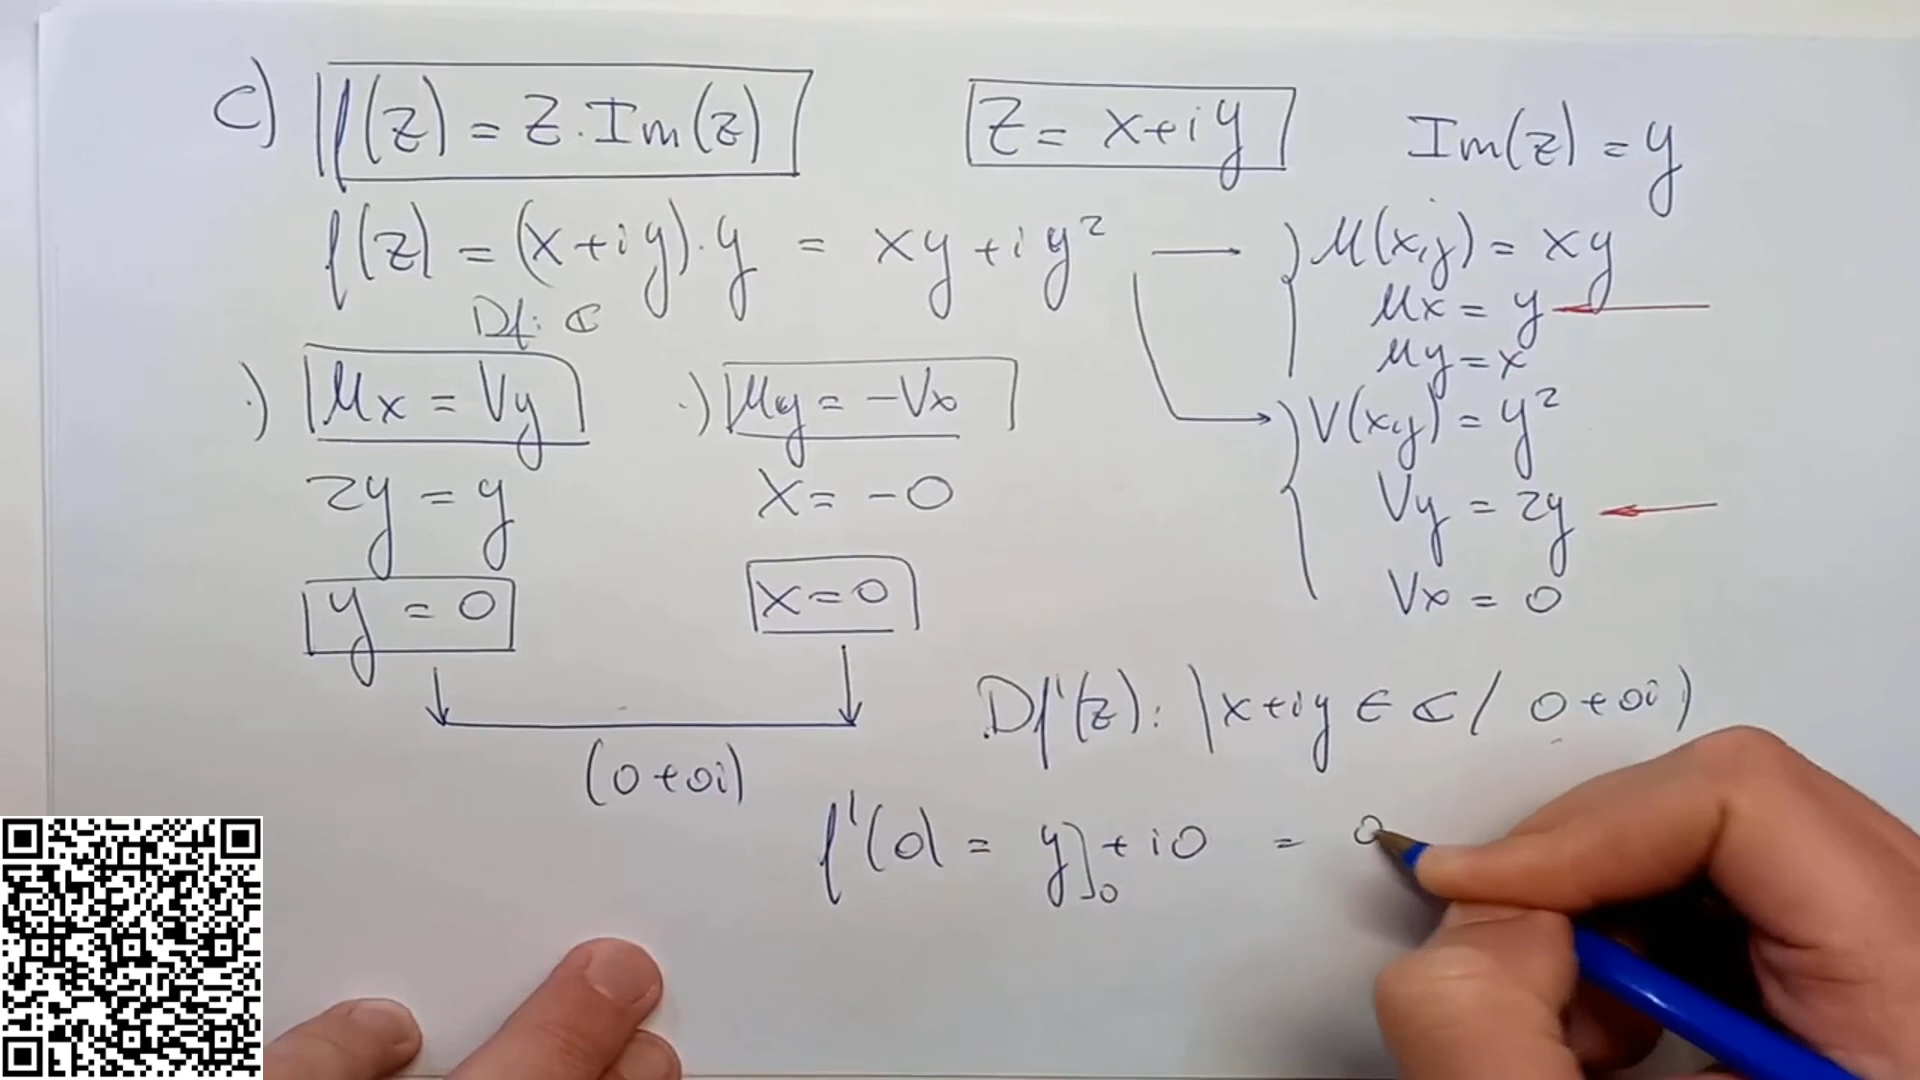 c) f(z) = z · Im(z) z = x+iy Im(z) = y
f(z) = (x+iy)·y = xy + iy² → u(x,y) = xy
Df: ℂ ux = y
uy = x
·) ux = vy ·) uy = -vx v(x,y) = y²
2y = y x = -0 vy = 2y
y = 0 x = 0 vx = 0
Df'(z): {x+iy ∈ ℂ / 0+0i}
(0+0i)
f'(0) = y]₀ + i0 = 0